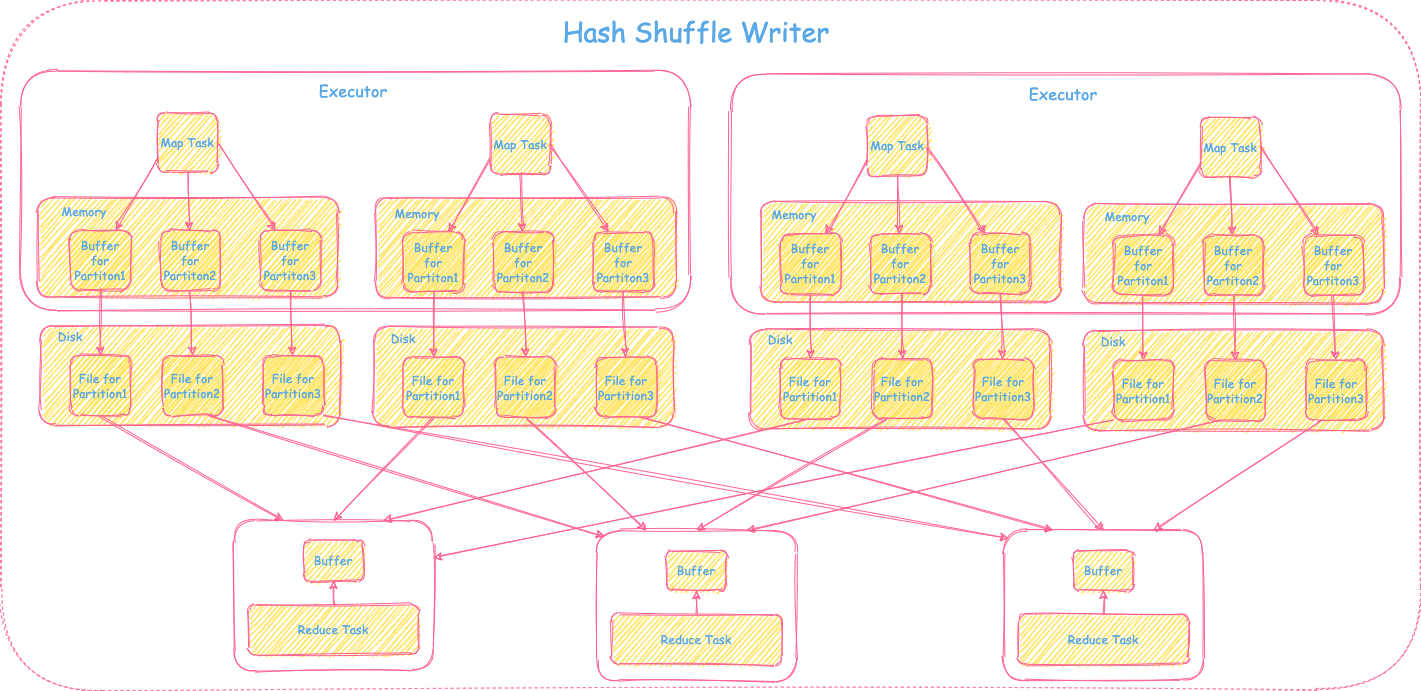 Hash Shuffle Writer
Executor
Map Task
Map Task
Memory
Buffer
for
Partiton1
Buffer
for
Partiton2
Buffer
for
Partiton3
Memory
Buffer
for
Partiton1
Buffer
for
Partiton2
Buffer
for
Partiton3
Executor
Map Task
Map Task
Memory
Buffer
for
Partiton1
Buffer
for
Partiton2
Buffer
for
Partiton3
Memory
Buffer
for
Partiton1
Buffer
for
Partiton2
Buffer
for
Partiton3
Disk
File for
Partition1
File for
Partition2
File for
Partition3
Disk
File for
Partition1
File for
Partition2
File for
Partition3
Disk
File for
Partition1
File for
Partition2
File for
Partition3
Disk
File for
Partition1
File for
Partition2
File for
Partition3
Buffer
Reduce Task
Buffer
Reduce Task
Buffer
Reduce Task